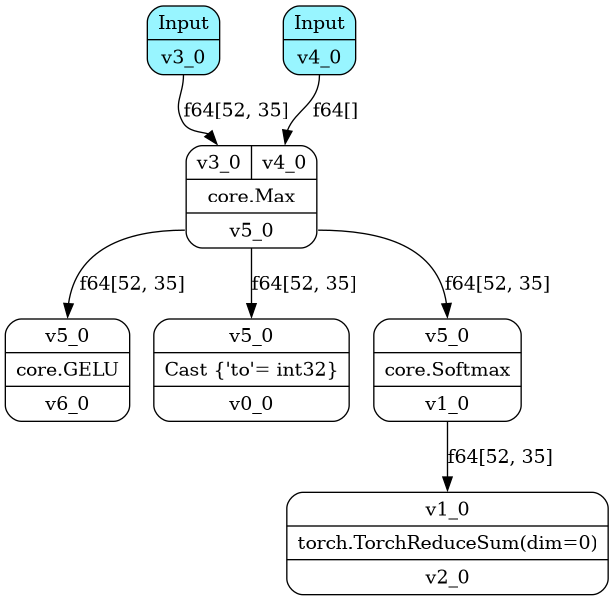 Input
v3_0
Input
v4_0
f64[52, 35]
f64[]
v3_0
v4_0
core.Max
v5_0
f64[52, 35]
f64[52, 35]
f64[52, 35]
v5_0
core.GELU
v6_0
v5_0
Cast {'to'= int32}
v0_0
v5_0
core.Softmax
v1_0
f64[52, 35]
v1_0
torch.TorchReduceSum(dim=0)
v2_0